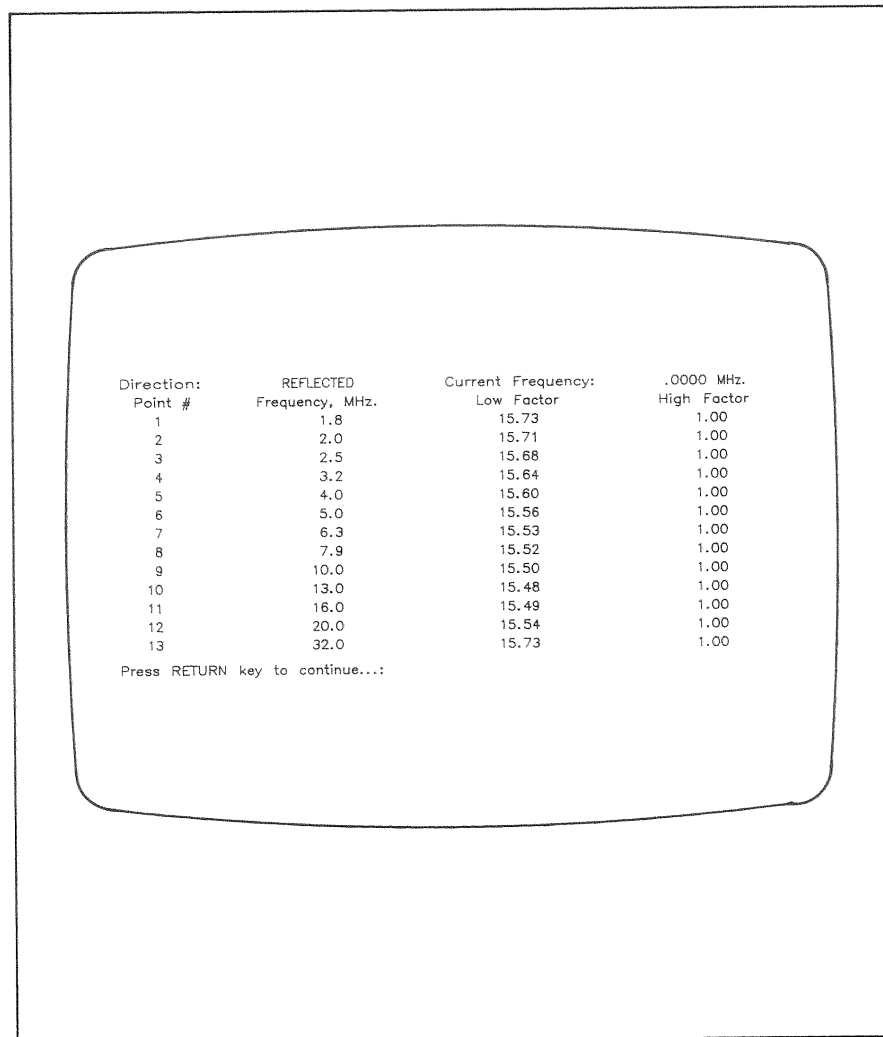 Direction: REFLECTED Current Frequency: .0000 MHz.
Point # Frequency, MHz. Low Factor High Factor
1 1.8 15.73 1.00
2 2.0 15.71 1.00
3 2.5 15.68 1.00
4 3.2 15.64 1.00
5 4.0 15.60 1.00
6 5.0 15.56 1.00
7 6.3 15.53 1.00
8 7.9 15.52 1.00
9 10.0 15.50 1.00
10 13.0 15.48 1.00
11 16.0 15.49 1.00
12 20.0 15.54 1.00
13 32.0 15.73 1.00
Press RETURN key to continue...: